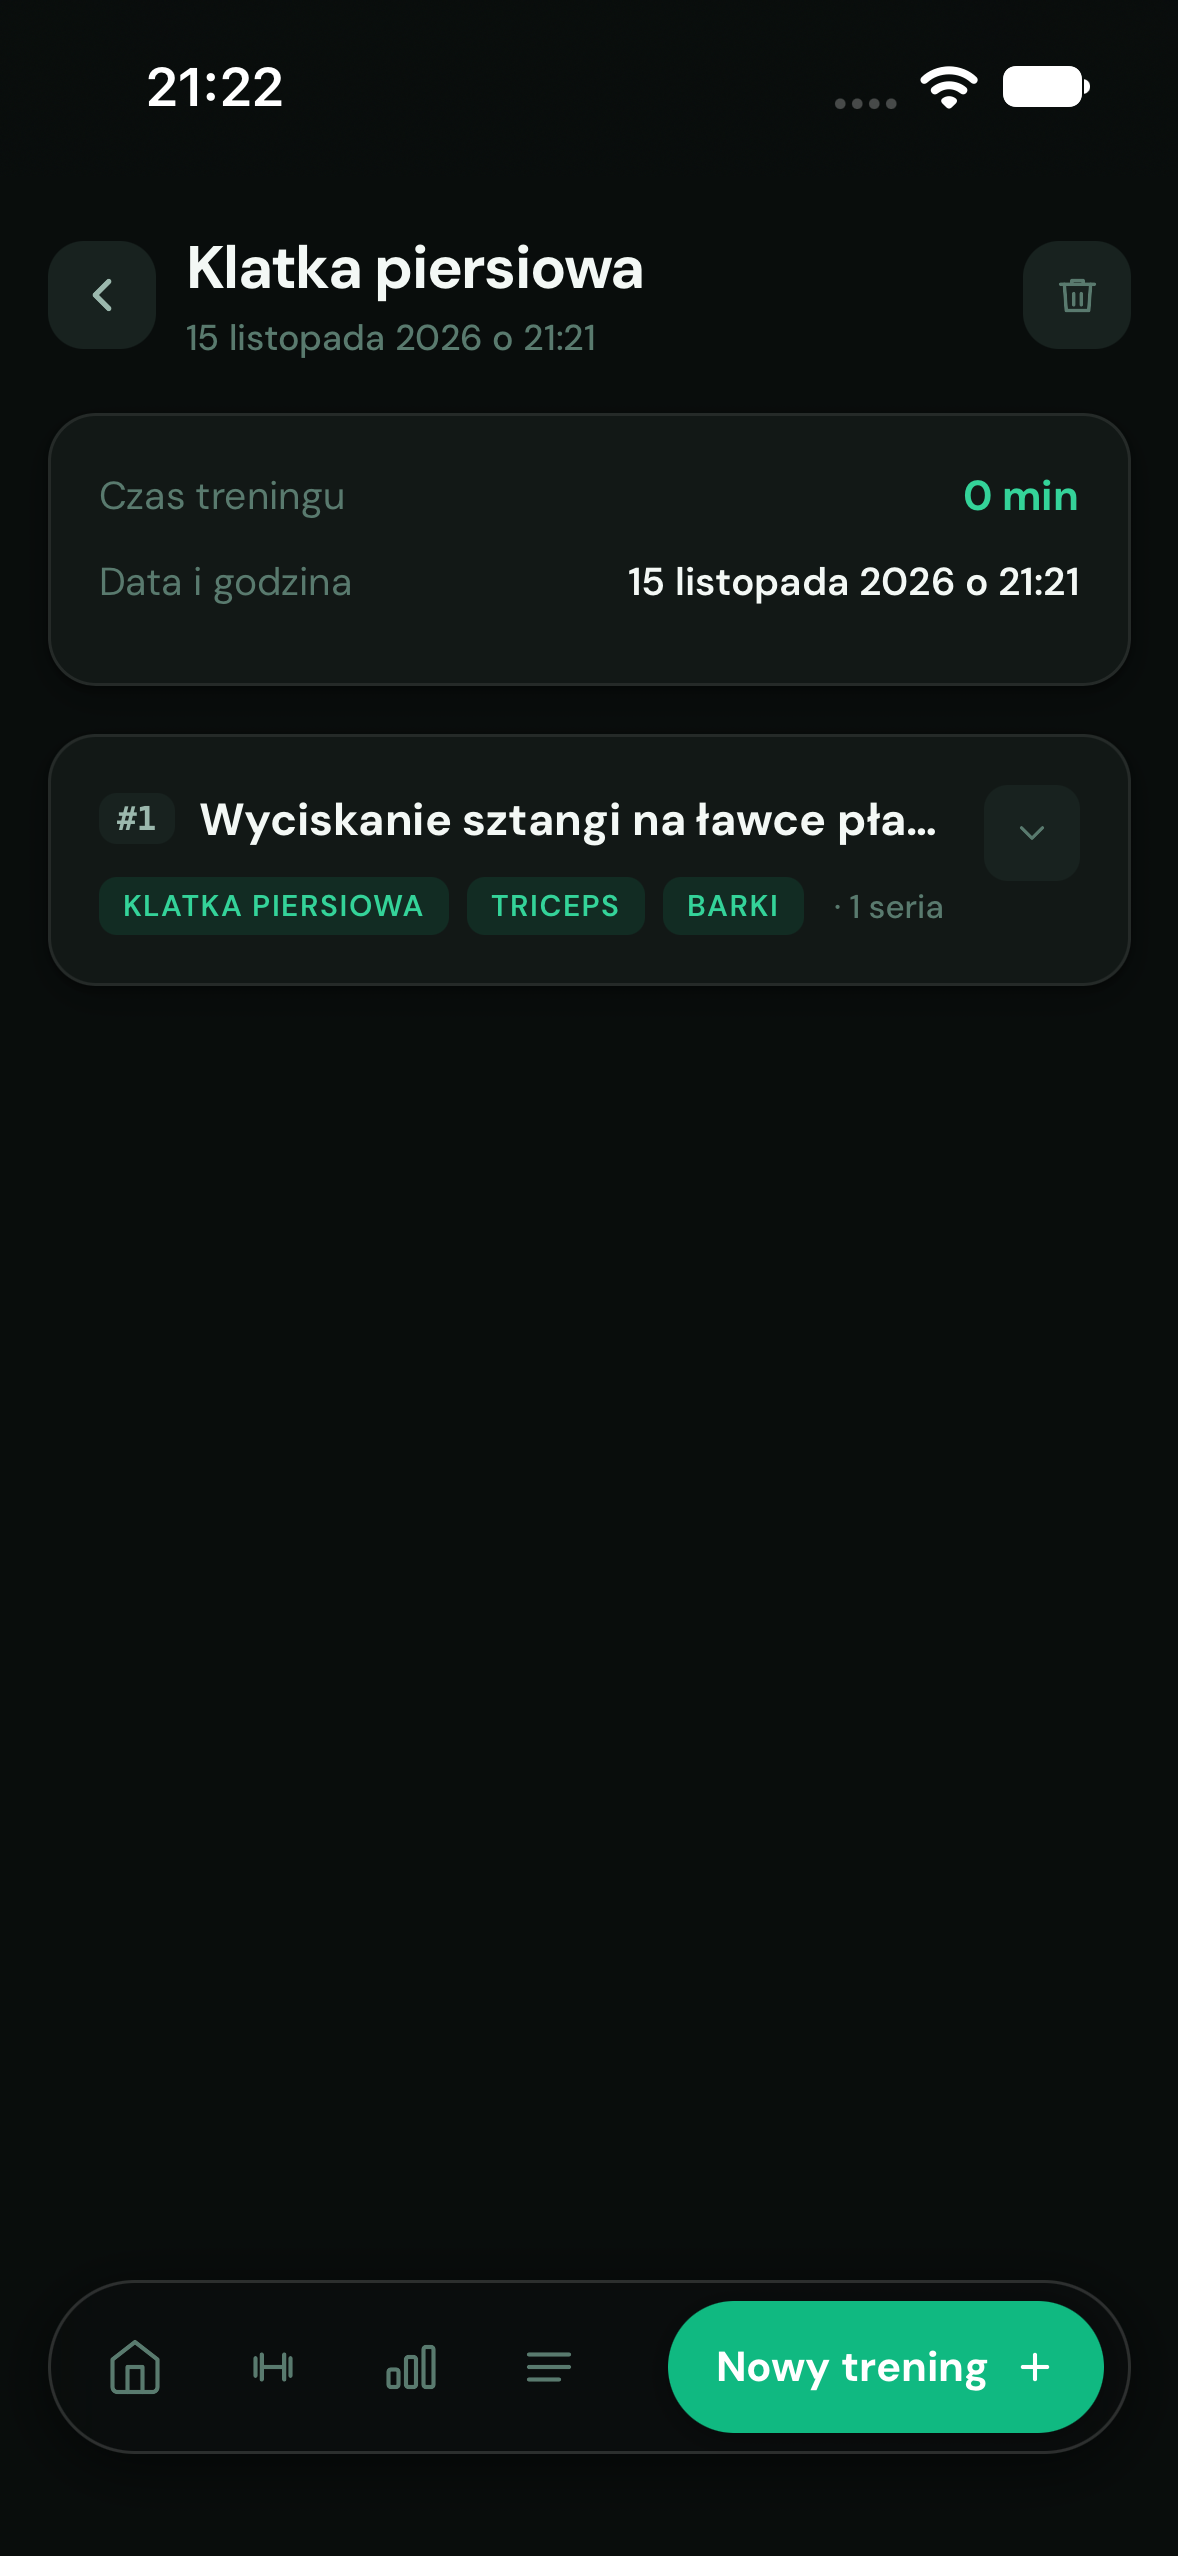 21:22
Klatka piersiowa
15 listopada 2026 o 21:21
Czas treningu 0 min
Data i godzina 15 listopada 2026 o 21:21
#1 Wyciskanie sztangi na ławce pła...
KLATKA PIERSIOWA TRICEPS BARKI · 1 seria
Nowy trening +